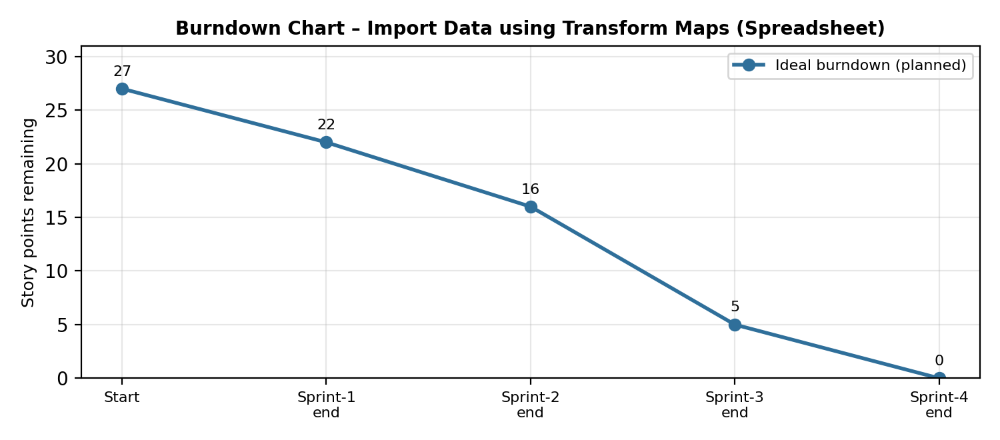 Burndown Chart – Import Data using Transform Maps (Spreadsheet)
Ideal burdown (planned)
Story points remaining
30
25
20
15
10
5
0
27
22
16
5
0
Start
Sprint-1
end
Sprint-2
end
Sprint-3
end
Sprint-4
end